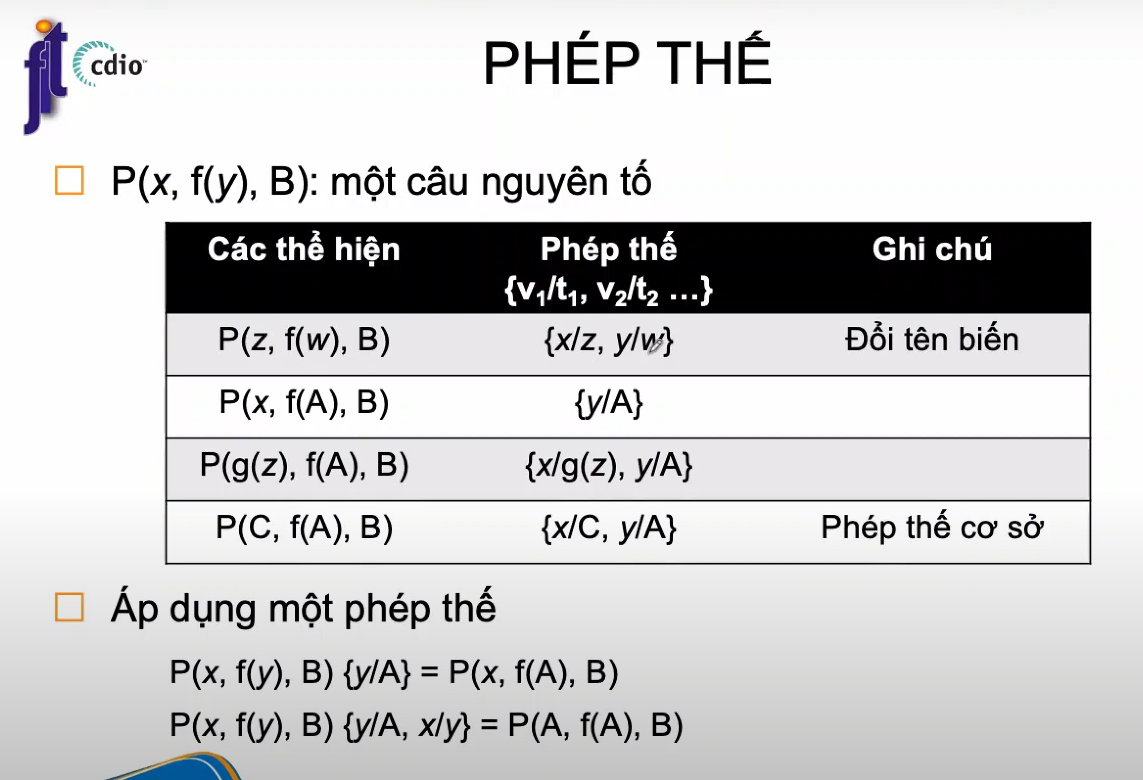 fit cdio™
PHÉP THẾ
P(x, f(y), B): một câu nguyên tố
Các thể hiện Phép thế Ghi chú
{v₁/t₁, v₂/t₂ ...}
P(z, f(w), B) {x/z, y/w} Đổi tên biến
P(x, f(A), B) {y/A}
P(g(z), f(A), B) {x/g(z), y/A}
P(C, f(A), B) {x/C, y/A} Phép thế cơ sở
Áp dụng một phép thế
P(x, f(y), B) {y/A} = P(x, f(A), B)
P(x, f(y), B) {y/A, x/y} = P(A, f(A), B)